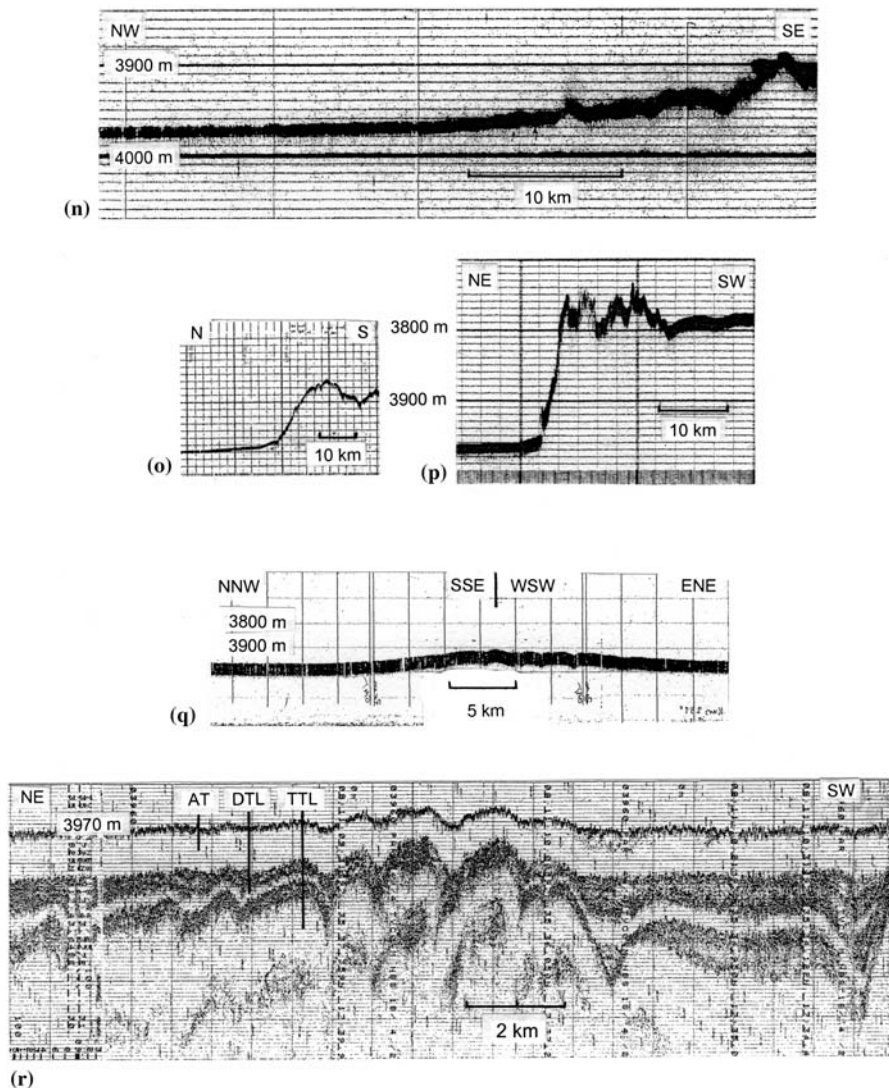 NW SE
3900 m
4000 m
10 km
(n)
NE SW
N S
3800 m
3900 m
10 km
10 km
(o)
(p)
NNW SSE WSW ENE
3800 m
3900 m
5 km
(q)
NE AT DTL TTL SW
3970 m
2 km
(r)